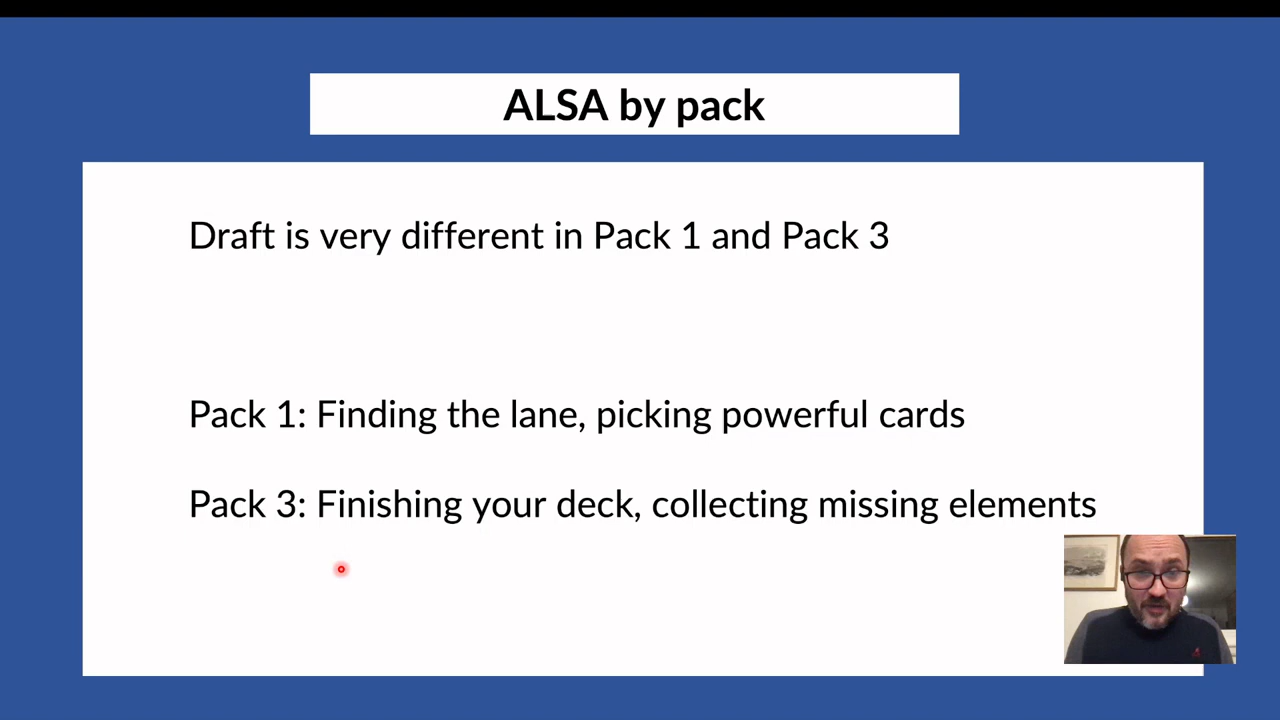 ALSA by pack
Draft is very different in Pack 1 and Pack 3
Pack 1: Finding the lane, picking powerful cards
Pack 3: Finishing your deck, collecting missing elements